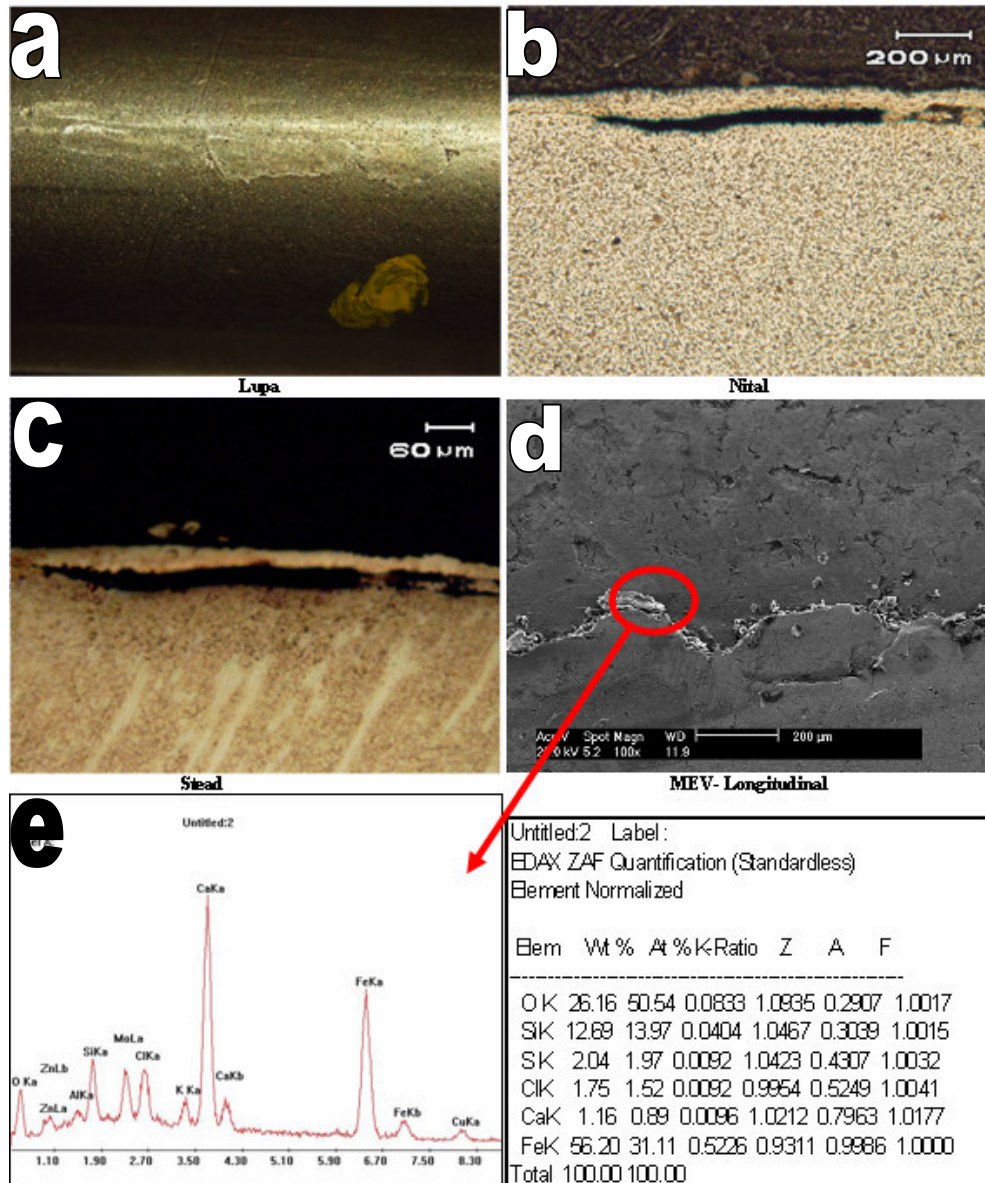 a
b
200 µm
Lupa
Nital
c
60 µm
d
Acc.V Spot Magn WD 200 µm
20.0 kV 5.2 100x 11.9
Stead
MEV- Longitudinal
e
Untitled:2
CaKa
FeKa
MoLa
SiKa
ClKa
ZnLb
O Ka
ZnLa
AlKa
K Ka
CaKb
FeKb
CuKa
1.10 1.90 2.70 3.50 4.30 5.10 5.90 6.70 7.50 8.30
Untitled:2 Label :
EDAX ZAF Quantification (Standardless)
Element Normalized
Elem Wt % At % K-Ratio Z A F
---------------------------------------------------------------
O K 26.16 50.54 0.0833 1.0935 0.2907 1.0017
SiK 12.69 13.97 0.0404 1.0467 0.3039 1.0015
S K 2.04 1.97 0.0092 1.0423 0.4307 1.0032
ClK 1.75 1.52 0.0092 0.9954 0.5249 1.0041
CaK 1.16 0.89 0.0096 1.0212 0.7963 1.0177
FeK 56.20 31.11 0.5226 0.9311 0.9986 1.0000
Total 100.00 100.00